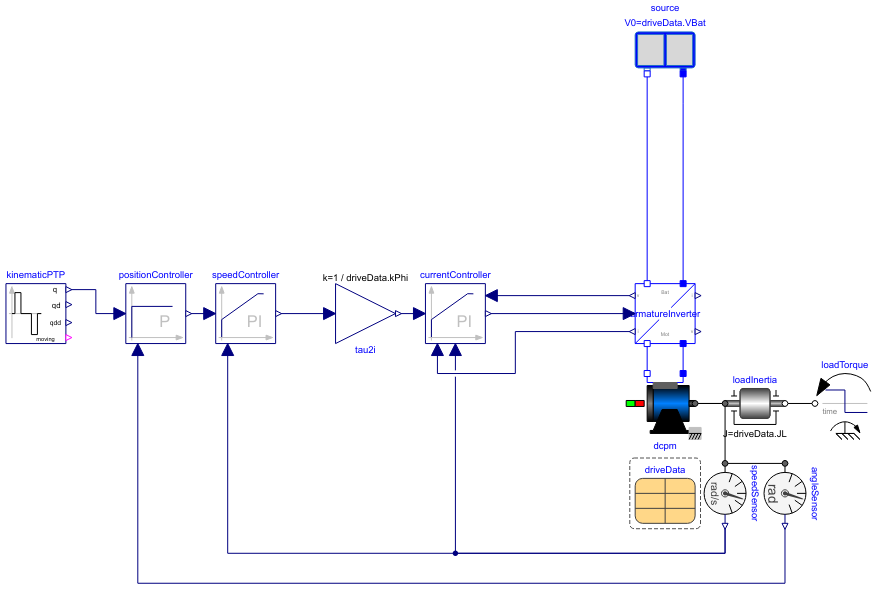 source
V0=driveData.VBat
kinematicPTP
positionController
speedController
k=1 / driveData.kPhi
currentController
q
qd
qdd
moving
P
PI
PI
tau2i
Bat
armatureInverter
Mot
loadTorque
loadInertia
time
J=driveData.JL
dcpm
driveData
rad/s
speedSensor
rad
angleSensor